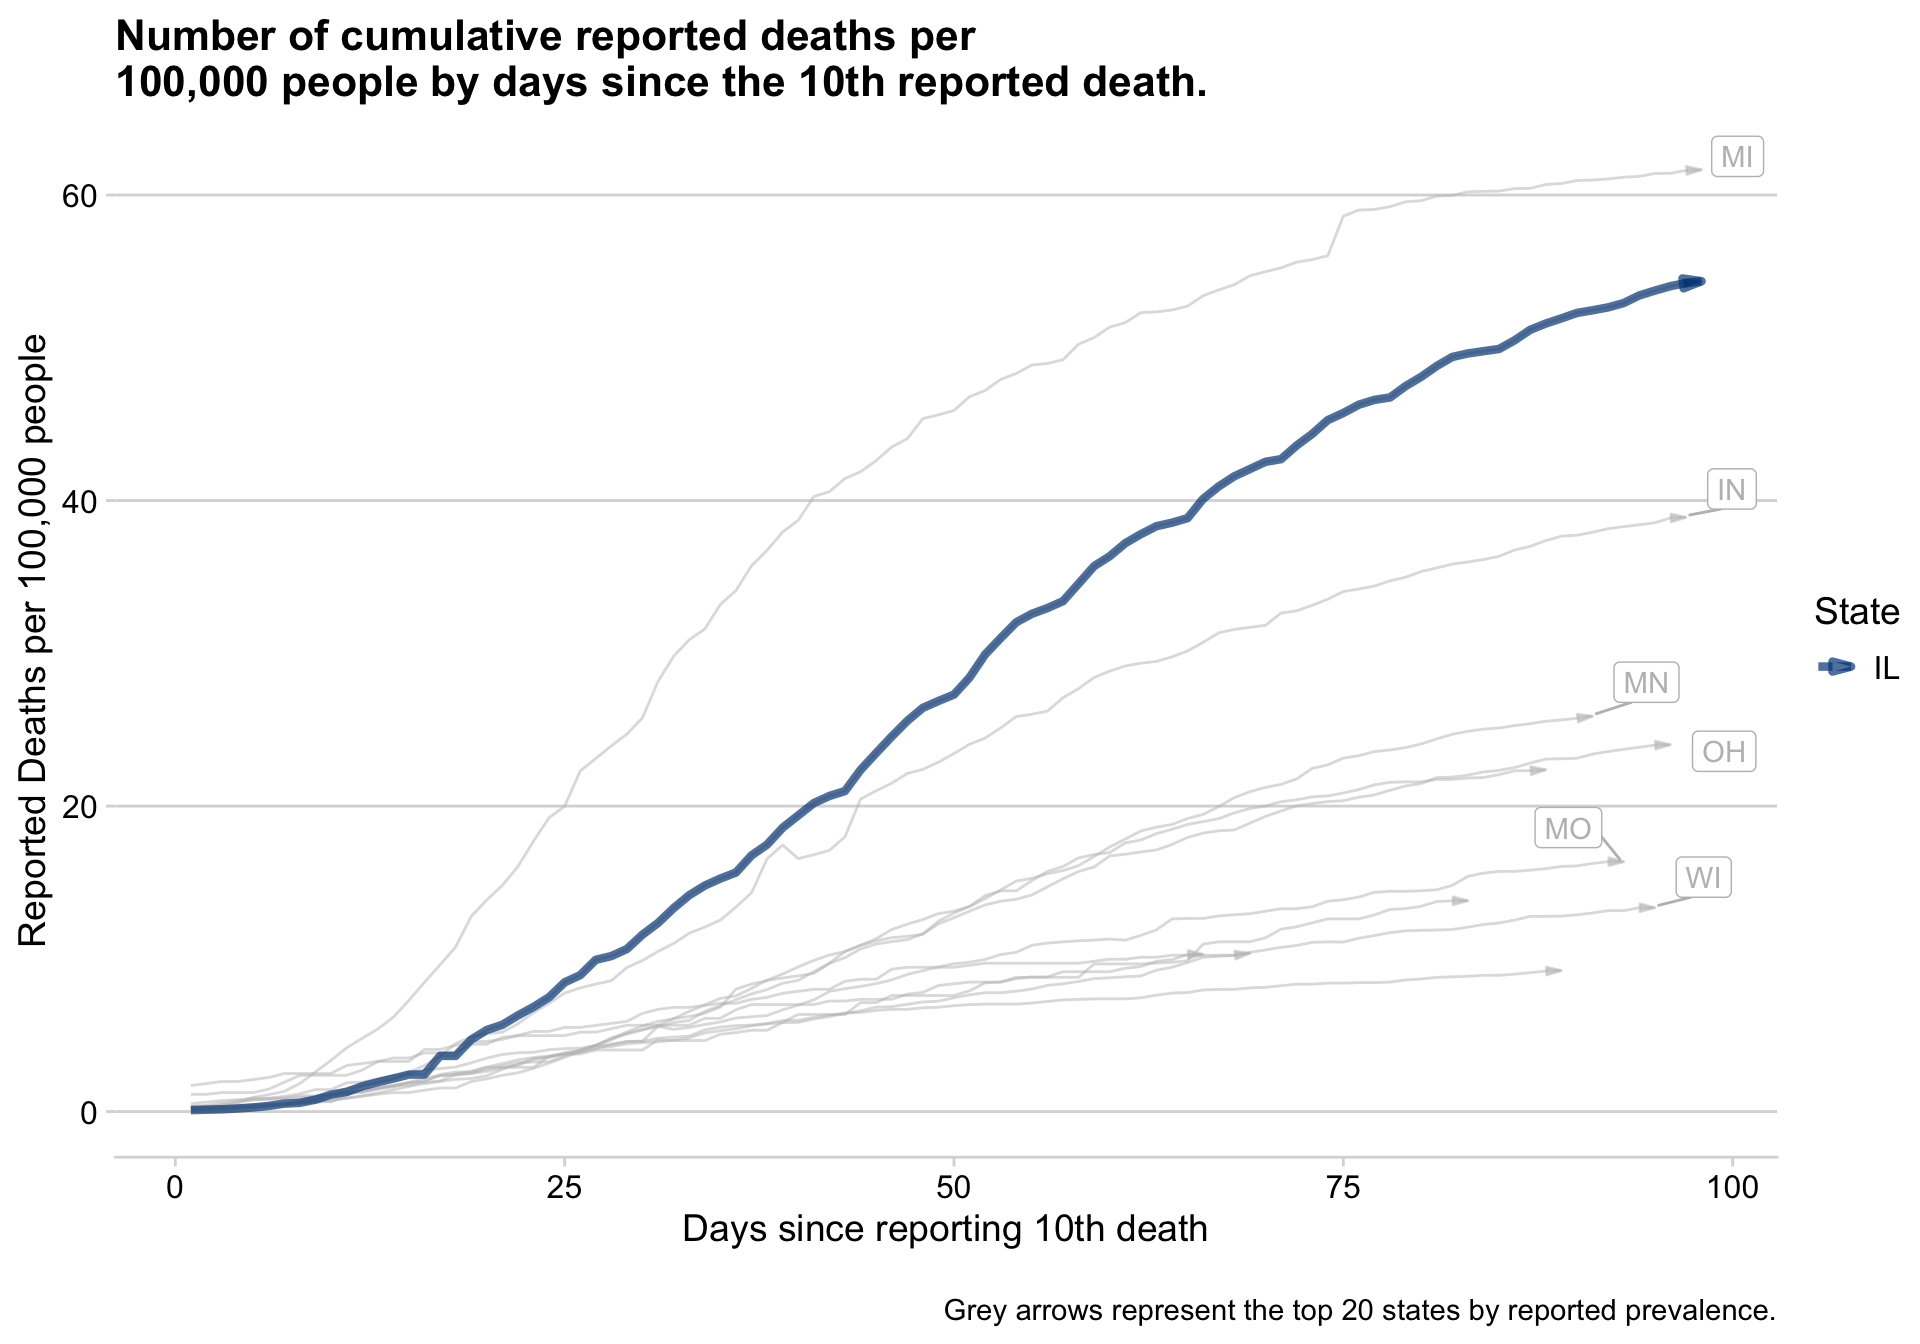 Number of cumulative reported deaths per
100,000 people by days since the 10th reported death.
Reported Deaths per 100,000 people
60
40
20
0
MI
IN
MN
OH
MO
WI
State
IL
0
25
50
75
100
Days since reporting 10th death
Grey arrows represent the top 20 states by reported prevalence.